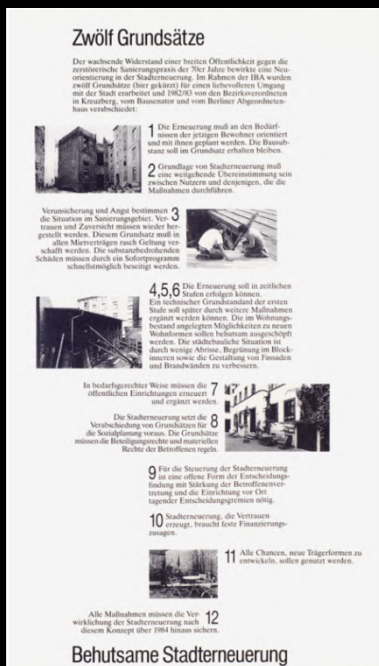 Zwölf Grundsätze
Der wachsende Widerstand einer breiten Öffentlichkeit gegen die
zerstörerische Sanierungspraxis der 70er Jahre bewirkte eine Neu-
orientierung in der Stadterneuerung. Im Rahmen der IBA wurden
zwölf Grundsätze (hier gekürzt) für einen liebevolleren Umgang
mit der Stadt erarbeitet und 1982/83 von den Bezirksverordneten
in Kreuzberg, vom Bausenator und vom Berliner Abgeordneten-
haus verabschiedet:
1 Die Erneuerung muß an den Bedürf-
nissen der jetzigen Bewohner orientiert
und mit ihnen geplant werden. Die Bausub-
stanz soll im Grundsatz erhalten bleiben.
2 Grundlage von Stadterneuerung muß
eine weitgehende Übereinstimmung sein
zwischen Nutzern und denjenigen, die die
Maßnahmen durchführen.
Verunsicherung und Angst bestimmen 3
die Situation im Sanierungsgebiet. Ver-
trauen und Zuversicht müssen wieder her-
gestellt werden. Diesem Grundsatz muß in
allen Mietverträgen rasch Geltung ver-
schafft werden. Die substanzbedrohenden
Schäden müssen durch ein Sofortprogramm
schnellstmöglich beseitigt werden.
4,5,6 Die Erneuerung soll in zeitlichen
Stufen erfolgen können.
Ein technischer Grundstandard der ersten
Stufe soll später durch weitere Maßnahmen
ergänzt werden können. Die im Wohnungs-
bestand angelegten Möglichkeiten zu neuen
Wohnformen sollen behutsam ausgeschöpft
werden. Die städtebauliche Situation ist
durch wenige Abrisse, Begrünung im Block-
inneren sowie die Gestaltung von Fassaden
und Brandwänden zu verbessern.
In bedarfsgerechter Weise müssen die 7
öffentlichen Einrichtungen erneuert
und ergänzt werden.
Die Stadterneuerung setzt die 8
Verabschiedung von Grundsätzen für
die Sozialplanung voraus. Die Grundsätze
müssen die Beteiligungsrechte und materiellen
Rechte der Betroffenen regeln.
9 Für die Steuerung der Stadterneuerung
ist eine offene Form der Entscheidungs-
findung mit Stärkung der Betroffenenver-
tretung und die Einrichtung vor Ort
tagender Entscheidungsgremien nötig.
10 Stadterneuerung, die Vertrauen
erzeugt, braucht feste Finanzierungs-
zusagen.
11 Alle Chancen, neue Trägerformen zu
entwickeln, sollen genutzt werden.
Alle Maßnahmen müssen die Ver- 12
wirklichung der Stadterneuerung nach
diesem Konzept über 1984 hinaus sichern.
Behutsame Stadterneuerung